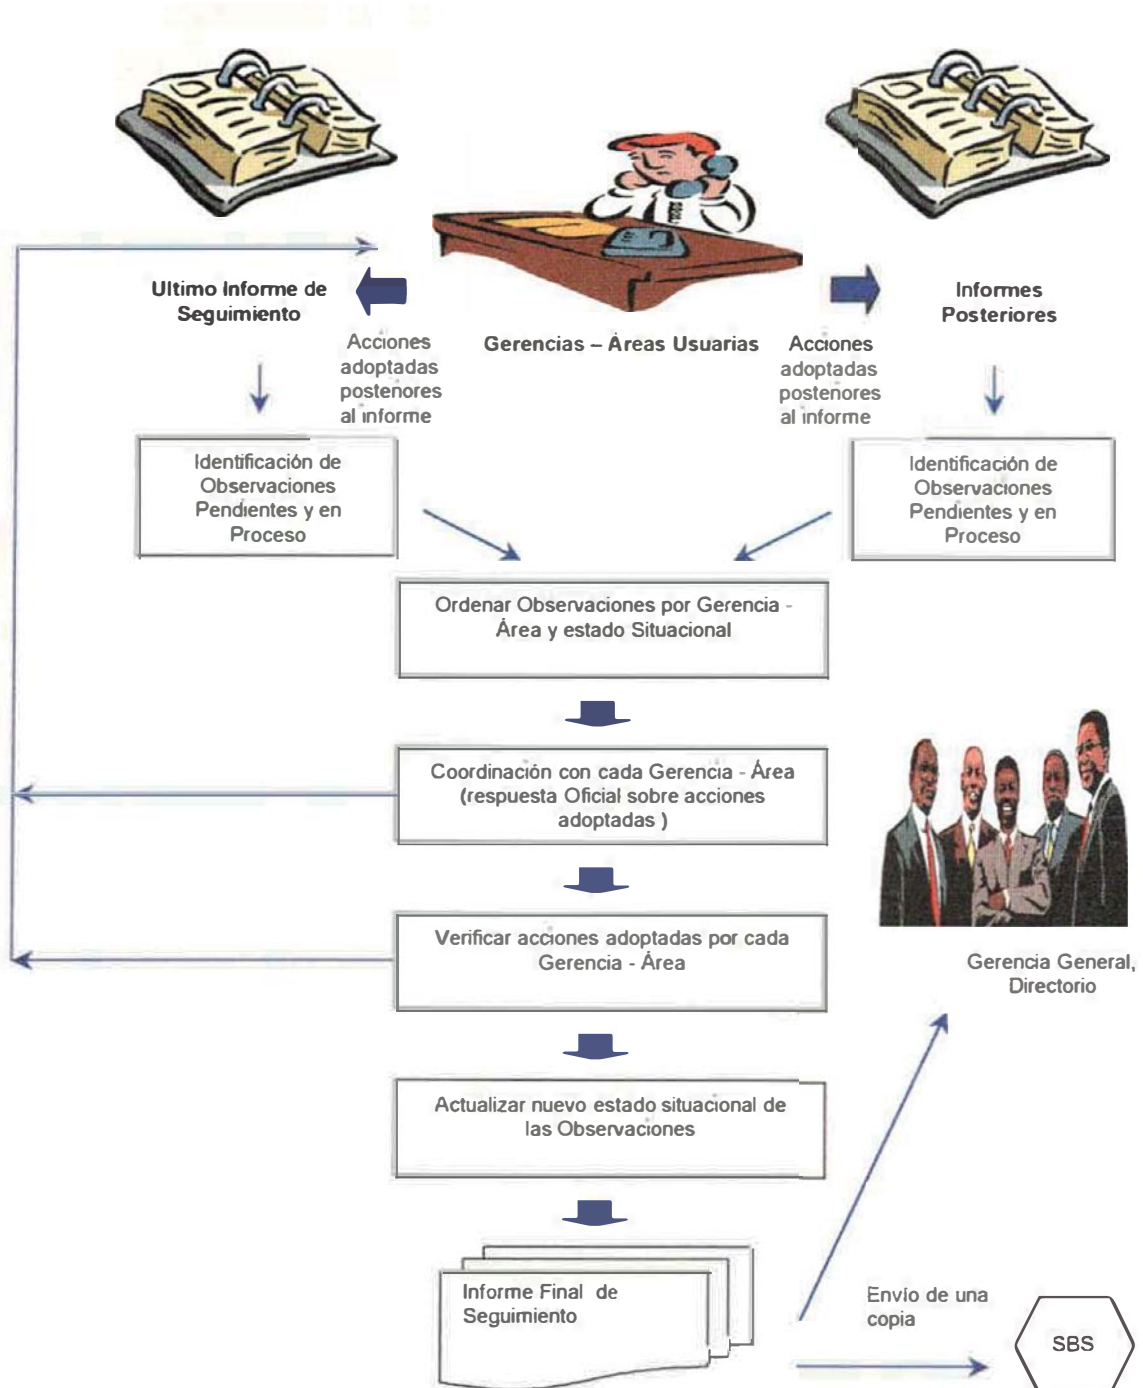 Ultimo Informe de
Seguimiento
Acciones
adoptadas
posteriores
al informe
Gerencias – Áreas Usuarias
Acciones
adoptadas
posteriores
al informe
Informes
Posteriores
Identificación de
Observaciones
Pendientes y en
Proceso
Identificación de
Observaciones
Pendientes y en
Proceso
Ordenar Observaciones por Gerencia -
Área y estado Situacional
Coordinación con cada Gerencia - Área
(respuesta Oficial sobre acciones
adoptadas )
Verificar acciones adoptadas por cada
Gerencia - Área
Gerencia General,
Directorio
Actualizar nuevo estado situacional de
las Observaciones
Informe Final de
Seguimiento
Envío de una
copia
SBS